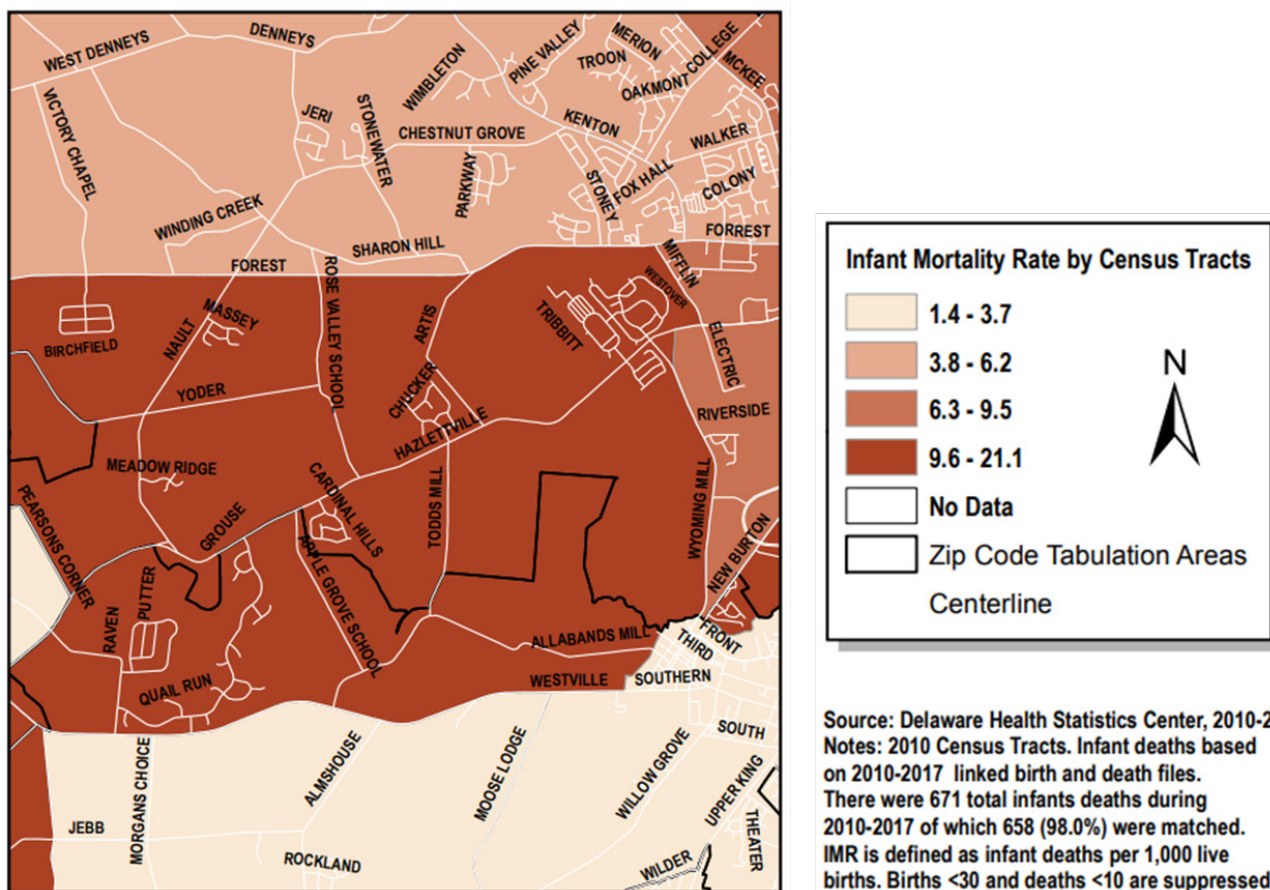 WEST DENNEYS
DENNEYS
WIMBLETON
PINE VALLEY
MERION
TROON
COLLEGE
MCKEE
OAKMONT
VICTORY CHAPEL
JERI
STONEWATER
CHESTNUT GROVE
KENTON
WALKER
PARKWAY
STONEY
FOX HALL
COLONY
WINDING CREEK
SHARON HILL
FORREST
FOREST
ROSE VALLEY SCHOOL
MIFFLIN
WESTOVER
MASSEY
NAULT
ARTIS
TRIBBITT
ELECTRIC
BIRCHFIELD
YODER
CHUCKER
HAZLETTVILLE
RIVERSIDE
MEADOW RIDGE
CARDINAL HILLS
TODDS MILL
WYOMING MILL
PEARSONS CORNER
GROUSE
APPLE GROVE SCHOOL
NEW BURTON
PUTTER
RAVEN
ALLABANDS MILL
FRONT
THIRD
QUAIL RUN
WESTVILLE
SOUTHERN
SOUTH
MORGANS CHOICE
ALMSHOUSE
MOOSE LODGE
WILLOW GROVE
UPPER KING
JEBB
ROCKLAND
WILDER
THEATER
Infant Mortality Rate by Census Tracts
1.4 - 3.7
3.8 - 6.2
6.3 - 9.5
9.6 - 21.1
No Data
Zip Code Tabulation Areas
Centerline
N
Source: Delaware Health Statistics Center, 2010-2
Notes: 2010 Census Tracts. Infant deaths based
on 2010-2017 linked birth and death files.
There were 671 total infants deaths during
2010-2017 of which 658 (98.0%) were matched.
IMR is defined as infant deaths per 1,000 live
births. Births <30 and deaths <10 are suppressed